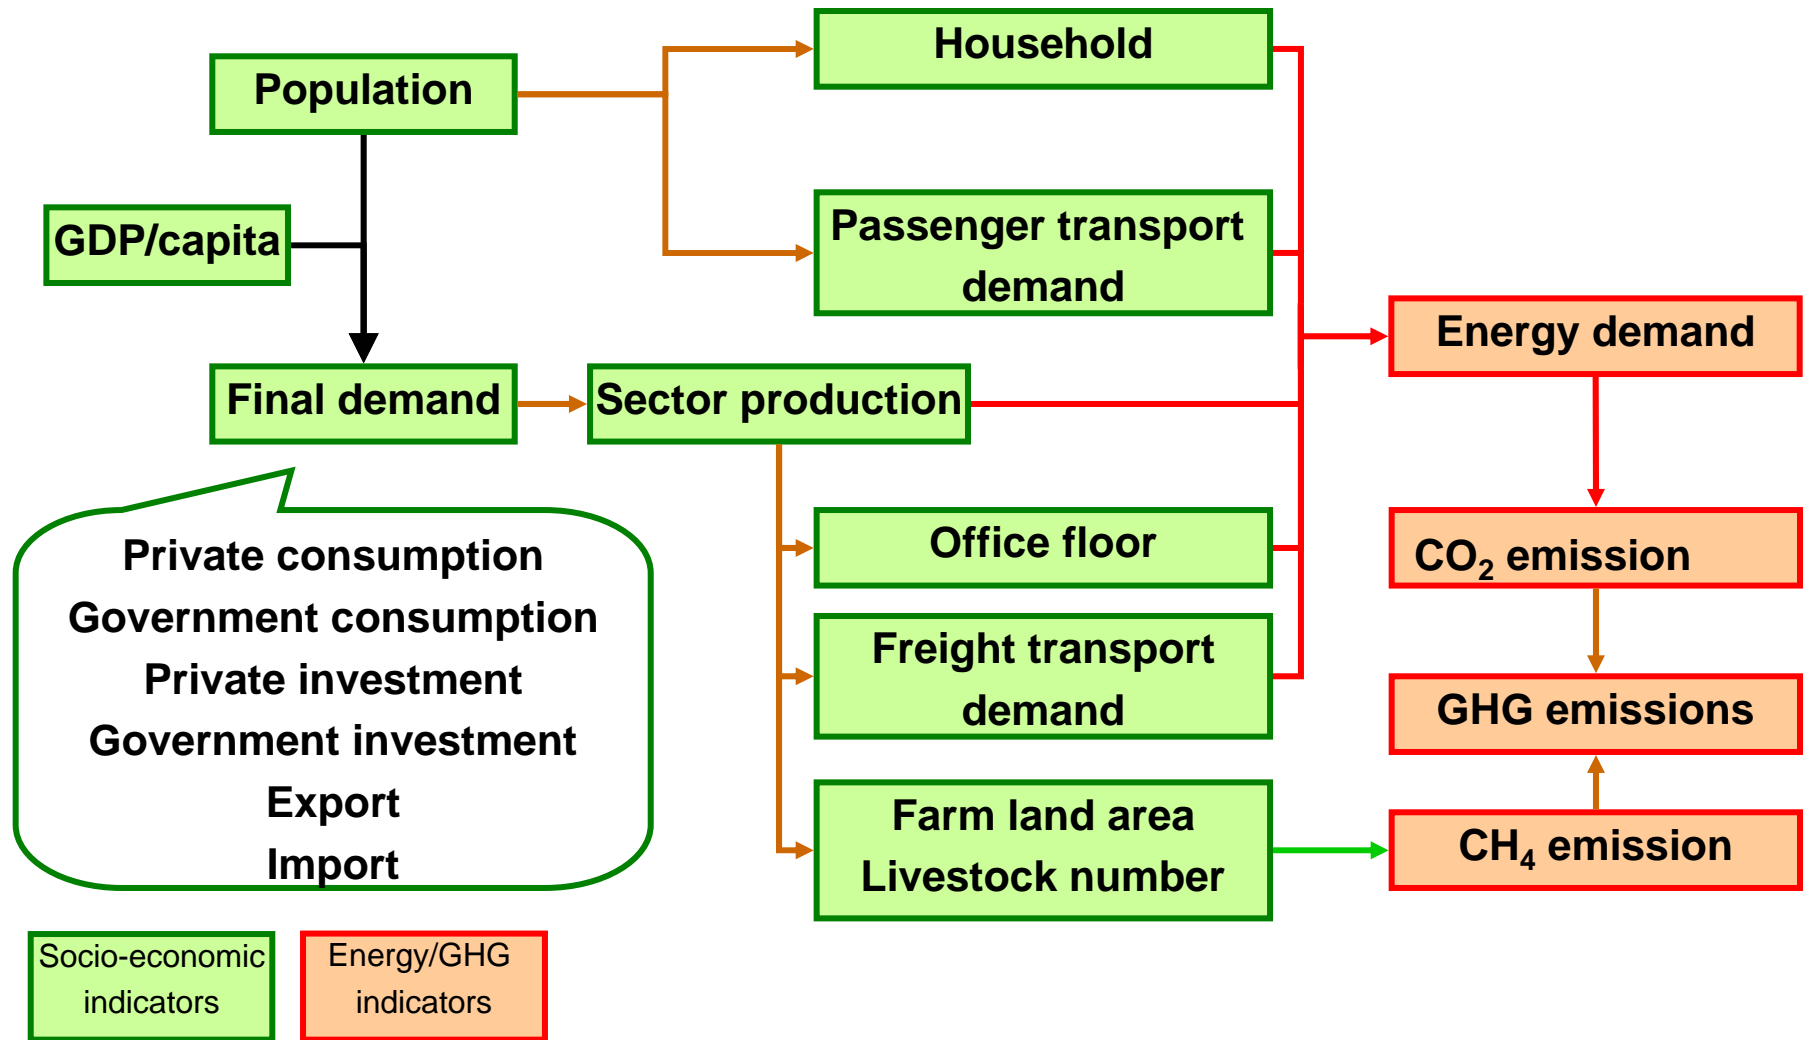 Household
Population
Passenger transport
demand
GDP/capita
Energy demand
Final demand
Sector production
Private consumption
Government consumption
Private investment
Government investment
Export
Import
Office floor
CO₂ emission
Freight transport
demand
GHG emissions
Farm land area
Livestock number
CH₄ emission
Socio-economic
indicators
Energy/GHG
indicators